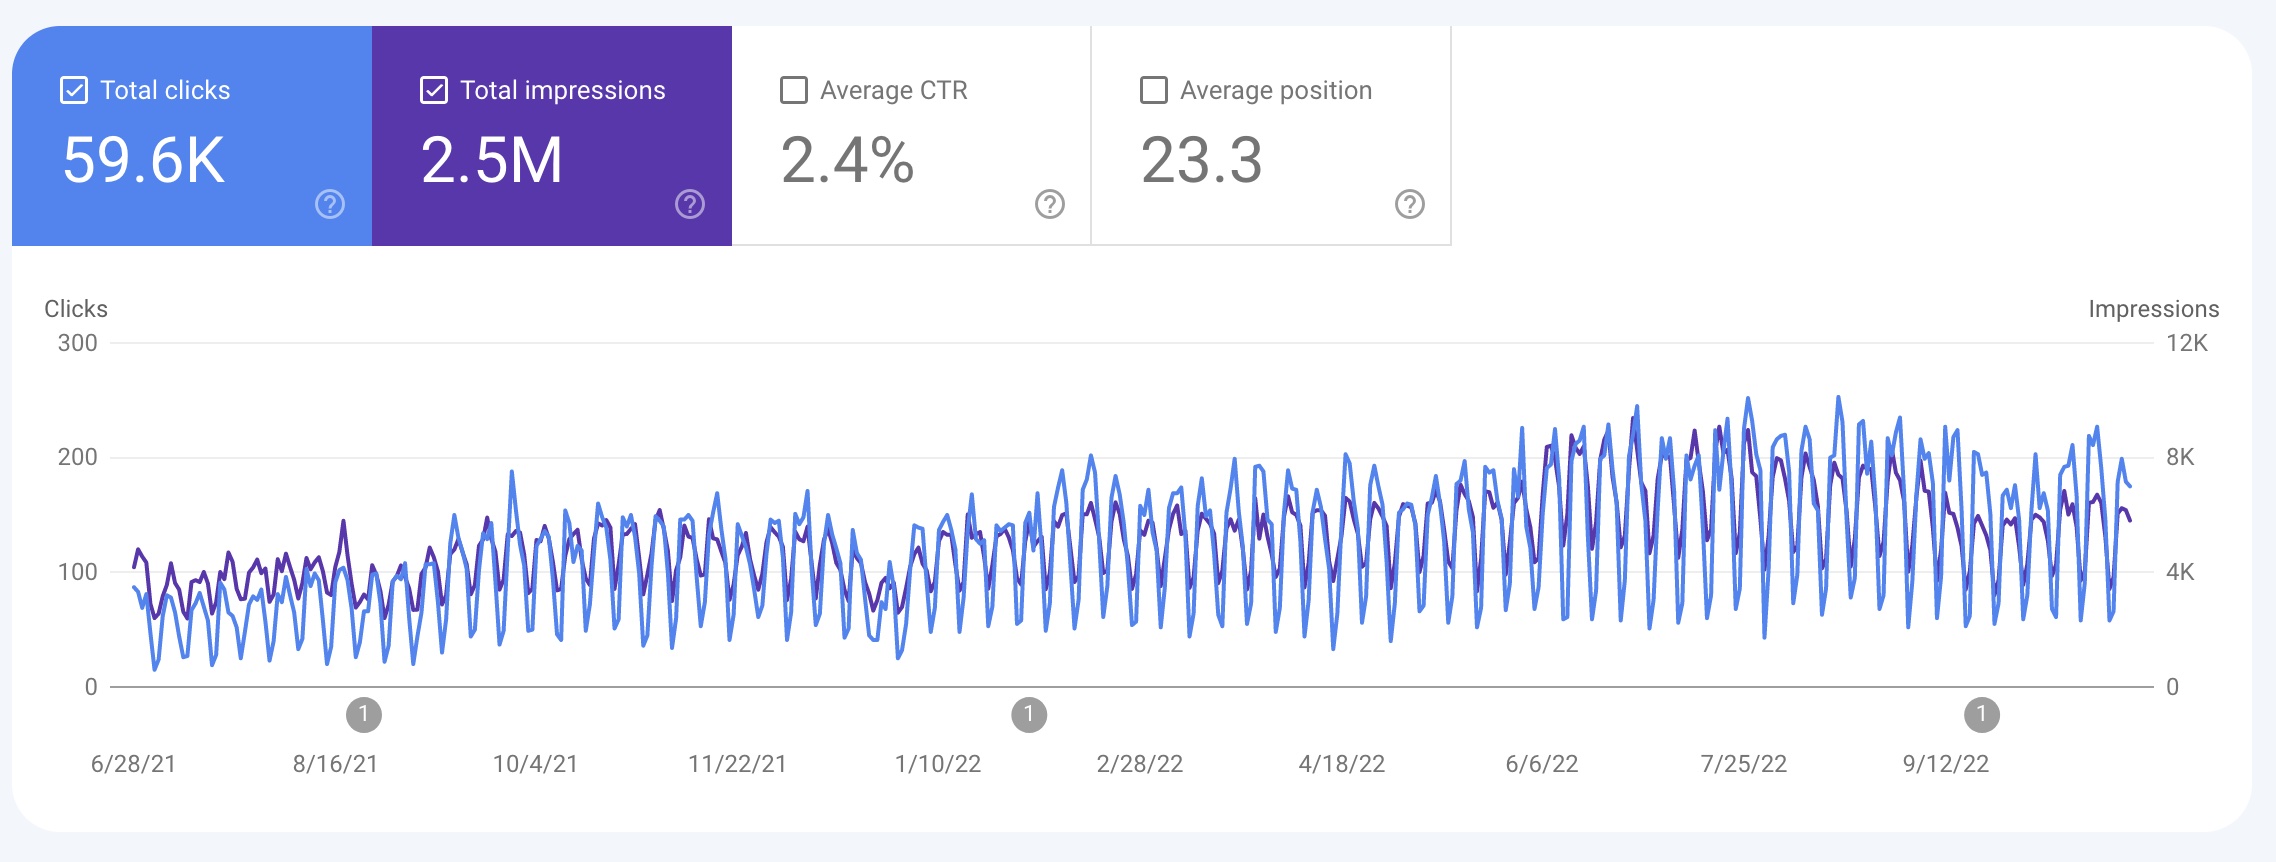 Total clicks
59.6K
Total impressions
2.5M
Average CTR
2.4%
Average position
23.3
Clicks
Impressions
300
12K
200
8K
100
4K
0
0
1
1
1
6/28/21
8/16/21
10/4/21
11/22/21
1/10/22
2/28/22
4/18/22
6/6/22
7/25/22
9/12/22